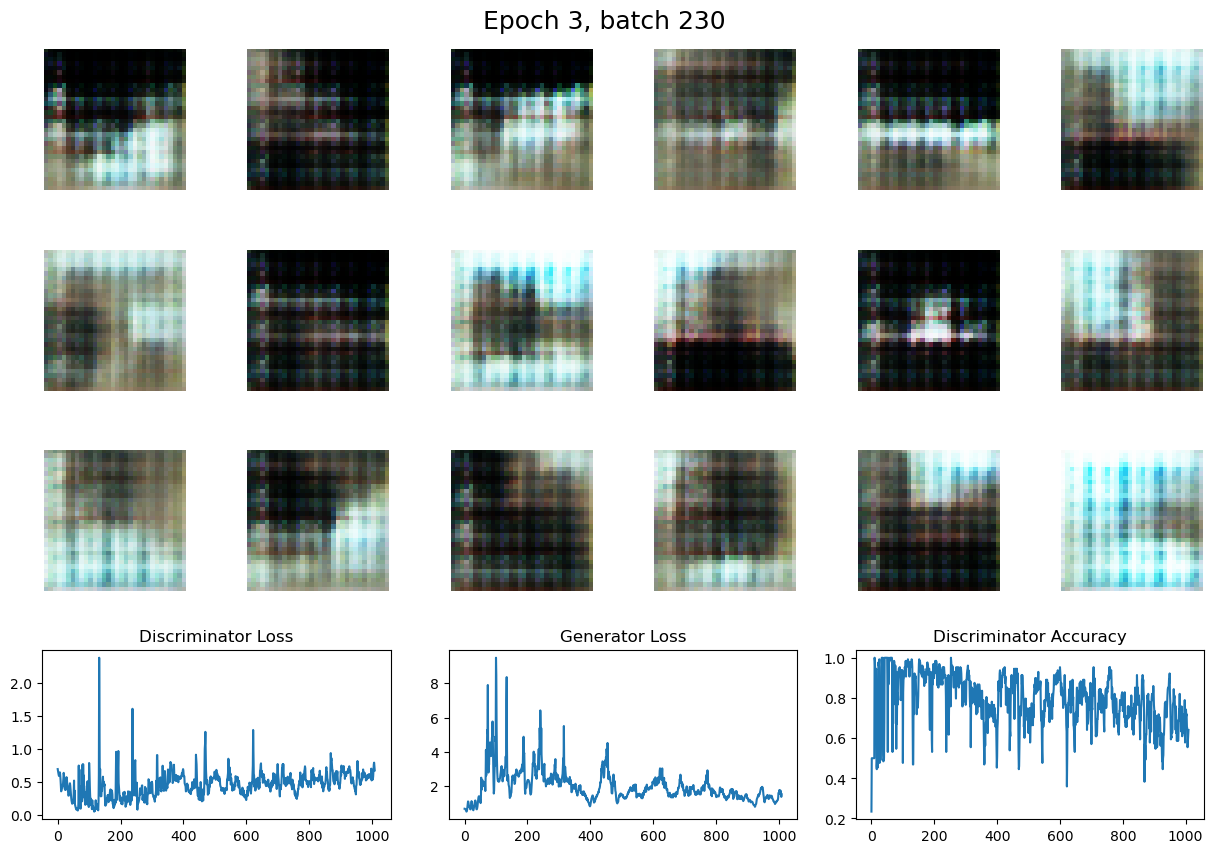 Epoch 3, batch 230
Discriminator Loss
Generator Loss
Discriminator Accuracy
2.0
1.5
1.0
0.5
0.0
0 200 400 600 800 1000
8
6
4
2
0 200 400 600 800 1000
1.0
0.8
0.6
0.4
0.2
0 200 400 600 800 1000